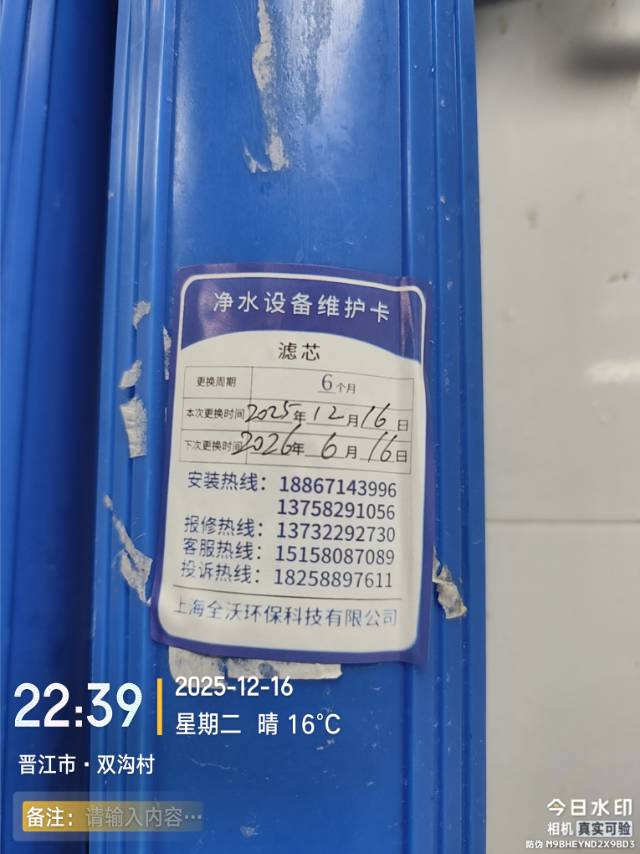 净水设备维护卡
滤芯
更换周期 6个月
本次更换时间 2025年 12月 16日
下次更换时间 2026年 6月 16日
安装热线：18867143996
13758291056
报修热线：13732292730
客服热线：15158087089
投诉热线：18258897611
上海全沃环保科技有限公司
22:39
2025-12-16
星期二 晴 16℃
晋江市·双沟村
备注：请输入内容…
今日水印
相机 真实可验
防伪 M9BHEYND2X9BD3